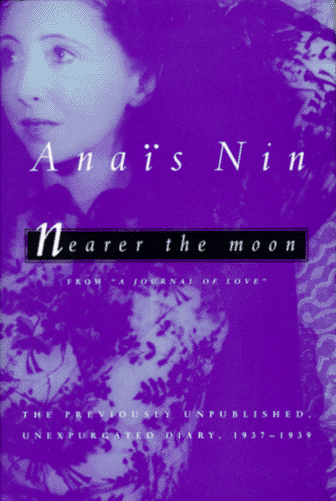 Anaïs Nin
nearer the moon
FROM "A JOURNAL OF LOVE"
THE PREVIOUSLY UNPUBLISHED,
UNEXPURGATED DIARY, 1937–1939